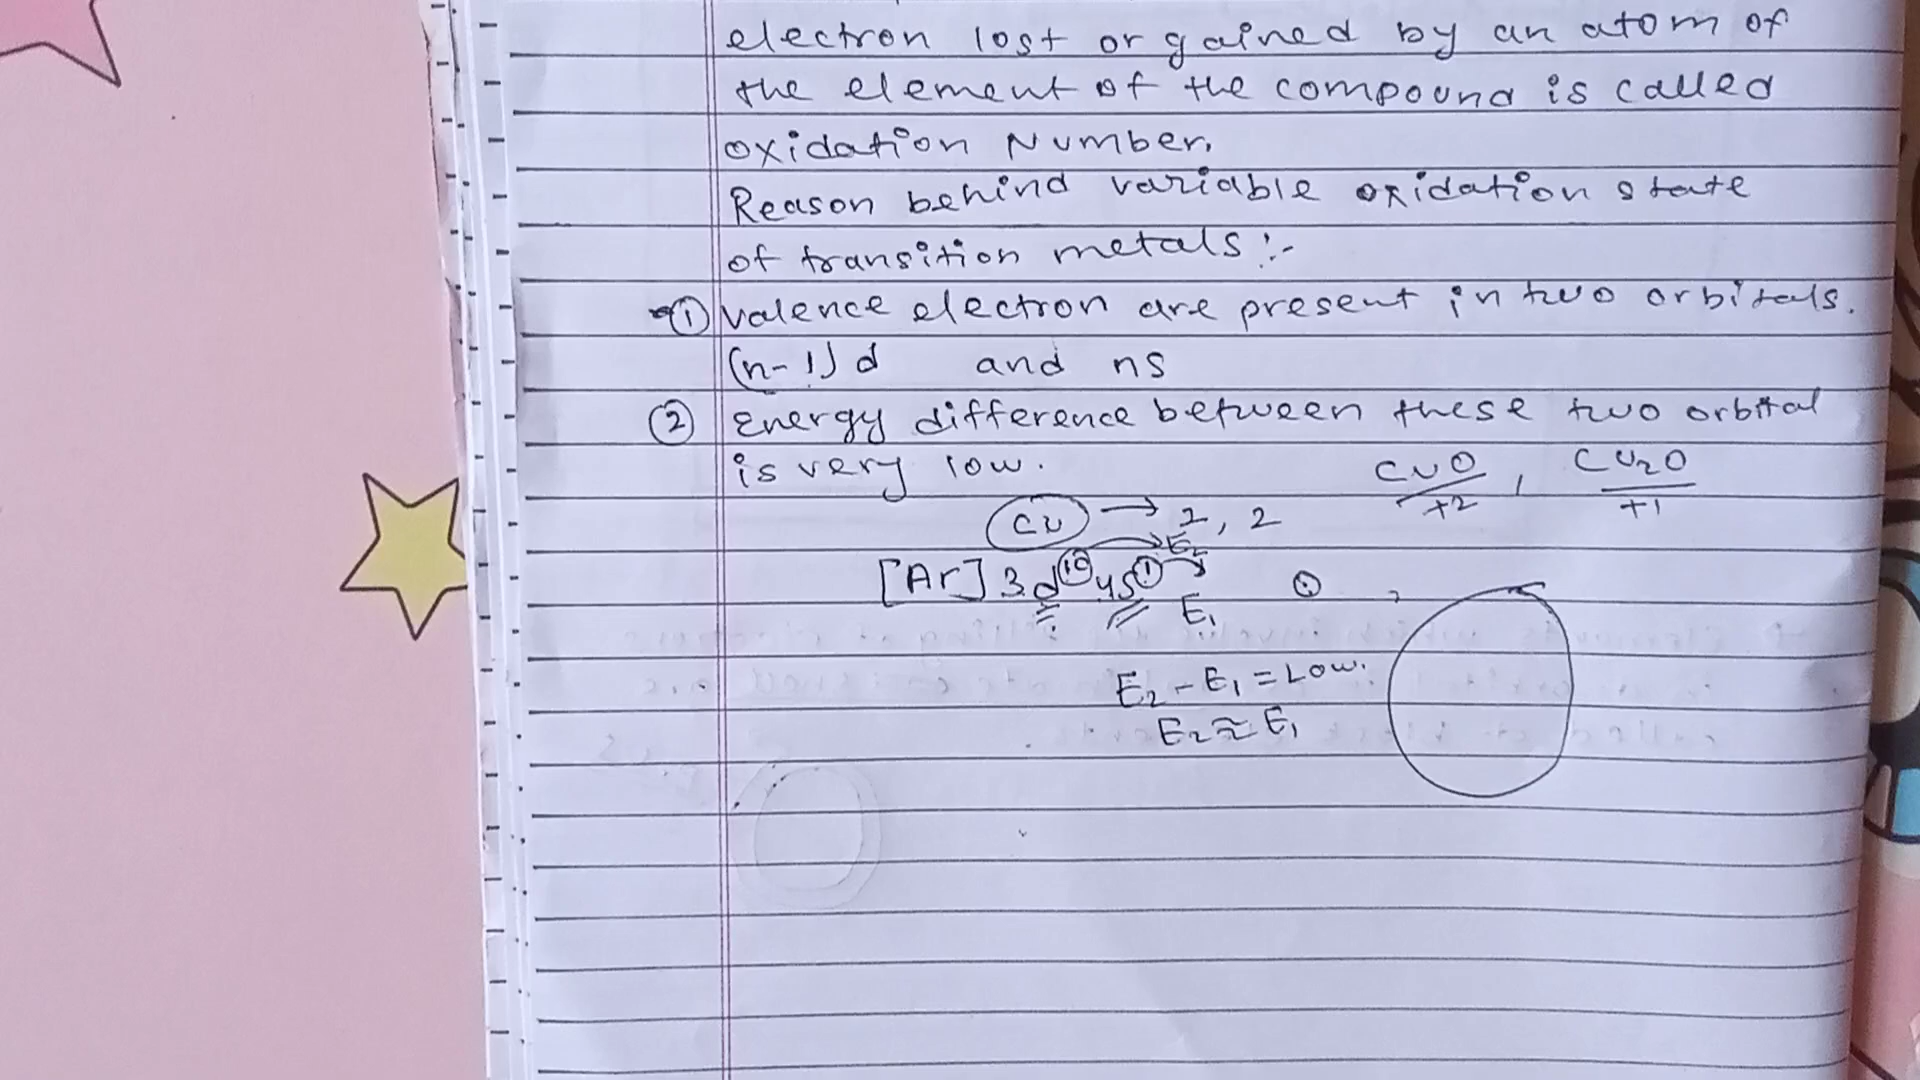 electron lost or gained by an atom of
the element of the compound is called
oxidation Number.
Reason behind variable oxidation state
of transition metals :-
① valence electron are present in two orbitals.
(n-1) d and ns
② Energy difference between these two orbital
is very low.
CuO , Cu₂O
+2 +1
Cu → 1, 2
E₂
[Ar] 3d¹⁰4s¹
E₁
E₂ - E₁ = Low.
E₂ ≈ E₁